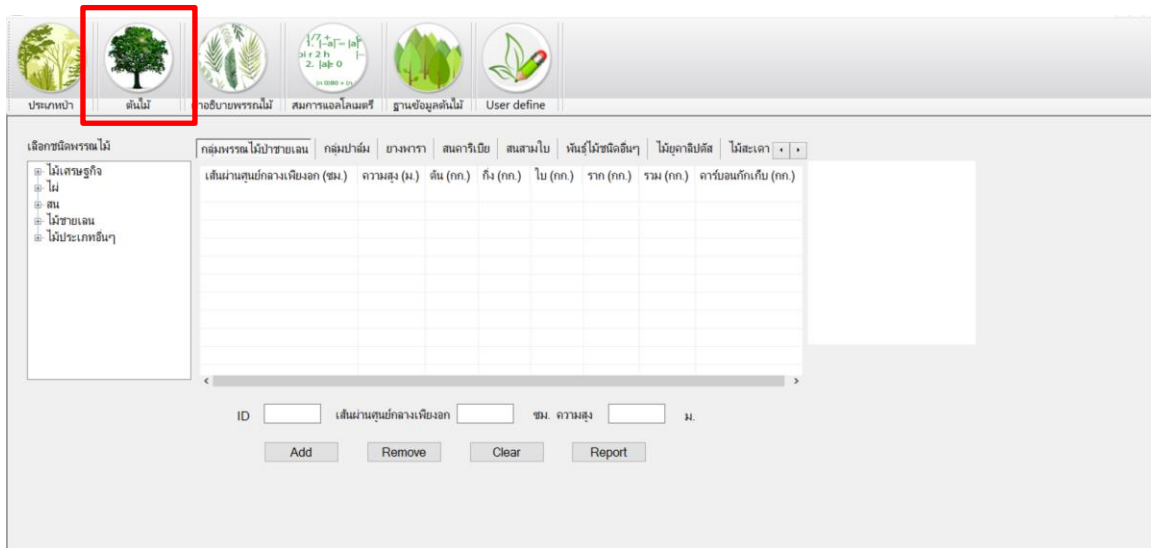 ประเภทป่า
ต้นไม้
คำอธิบายพรรณไม้
สมการแอลโลเมตรี
ฐานข้อมูลต้นไม้
User define
เลือกชนิดพรรณไม้
ไม้เศรษฐกิจ
ไผ่
สน
ไม้ชายเลน
ไม้ประเภทอื่นๆ
กลุ่มพรรณไม้ป่าชายเลน กลุ่มปาล์ม ยางพารา สนคาริเบีย สนสามใบ พันธุ์ไม้ชนิดอื่นๆ ไม้ยูคาลิปตัส ไม้สะเดา
เส้นผ่านศูนย์กลางเพียงอก (ซม.) ความสูง (ม.) ต้น (กก.) กิ่ง (กก.) ใบ (กก.) ราก (กก.) รวม (กก.) คาร์บอนกักเก็บ (กก.)
ID เส้นผ่านศูนย์กลางเพียงอก ซม. ความสูง ม.
Add Remove Clear Report